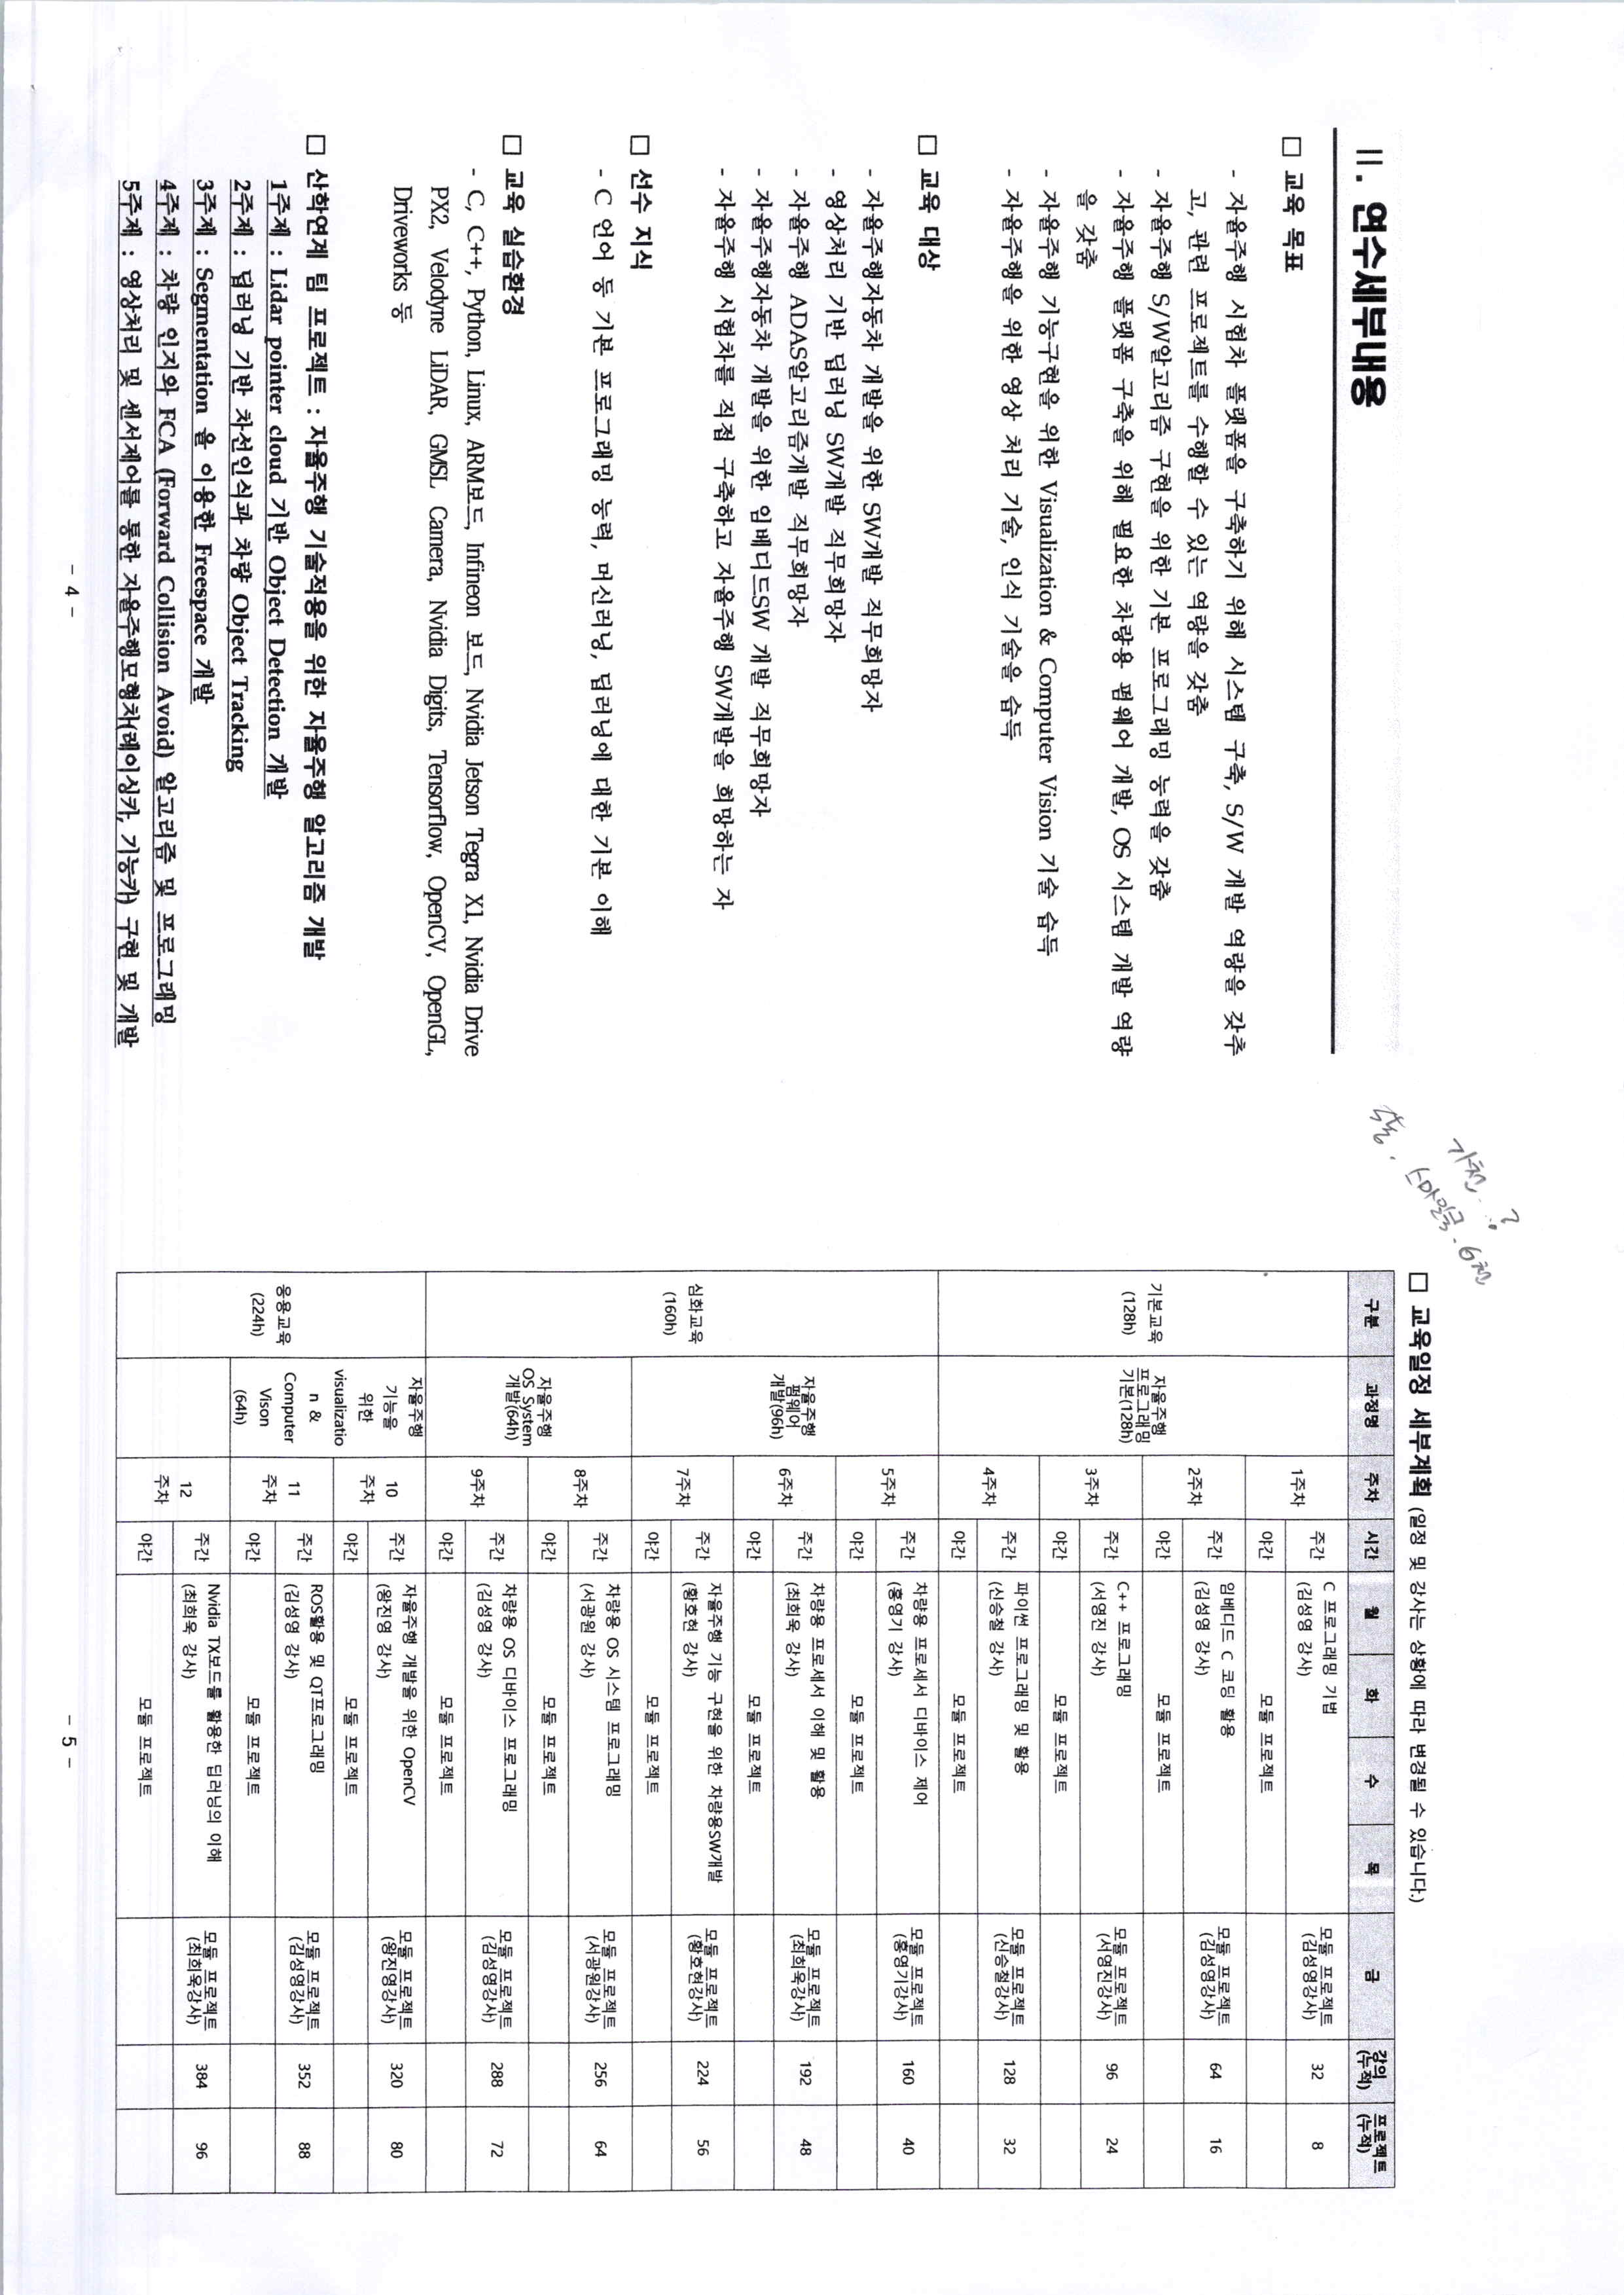 II. 연수세부내용
□ 교육 목표
- 자율주행 시험차 플랫폼을 구축하기 위해 시스템 구축, S/W 개발 역량을 갖추
고, 관련 프로젝트를 수행할 수 있는 역량을 갖춤
- 자율주행 S/W알고리즘 구현을 위한 기본 프로그래밍 능력을 갖춤
- 자율주행 플랫폼 구축을 위해 필요한 차량용 펌웨어 개발, OS 시스템 개발 역량
을 갖춤
- 자율주행 기능구현을 위한 Visualization & Computer Vision 기술 습득
- 자율주행을 위한 영상 처리 기술, 인식 기술을 습득
□ 교육 대상
- 자율주행자동차 개발을 위한 SW개발 직무희망자
- 영상처리 기반 딥러닝 SW개발 직무희망자
- 자율주행 ADAS알고리즘개발 직무희망자
- 자율주행자동차 개발을 위한 임베디드SW 개발 직무희망자
- 자율주행 시험차를 직접 구축하고 자율주행 SW개발을 희망하는 자
□ 선수 지식
- C 언어 등 기본 프로그래밍 능력, 머신러닝, 딥러닝에 대한 기본 이해
□ 교육 실습환경
- C, C++, Python, Linux, ARM보드, Infineon 보드, Nvidia Jetson Tegra X1, Nvidia Drive
PX2, Velodyne LiDAR, GMSL Camera, Nvidia Digits, Tensorflow, OpenCV, OpenGL,
Driveworks 등
□ 산학연계 팀 프로젝트 : 자율주행 기술적용을 위한 자율주행 알고리즘 개발
1주제 : Lidar pointer cloud 기반 Object Detection 개발
2주제 : 딥러닝 기반 차선인식과 차량 Object Tracking
3주제 : Segmentation 을 이용한 Freespace 개발
4주제 : 차량 인지와 FCA (Forward Collision Avoid) 알고리즘 및 프로그래밍
5주제 : 영상처리 및 센서제어를 통한 자율주행모형차(레이싱카, 기능카) 구현 및 개발
- 4 -
가천..?
스마일굿. 6천
□ 교육일정 세부계획 (일정 및 강사는 상황에 따라 변경될 수 있습니다.)
구분 과정명 주차 시간 월 화 수 목 금 강의(누적) 프로젝트(누적)
기본교육
(128h)
자율주행
프로그래밍
기본(128h)
1주차 주간 C 프로그래밍 기법
(김성영 강사)
모듈 프로젝트
(김성영강사)
32 8
야간 모듈 프로젝트
2주차 주간 임베디드 C 코딩 활용
(김성영 강사)
모듈 프로젝트
(김성영강사)
64 16
야간 모듈 프로젝트
3주차 주간 C++ 프로그래밍
(서영진 강사)
모듈 프로젝트
(서영진강사)
96 24
야간 모듈 프로젝트
4주차 주간 파이썬 프로그래밍 및 활용
(신승철 강사)
모듈 프로젝트
(신승철강사)
128 32
야간 모듈 프로젝트
심화교육
(160h)
자율주행
펌웨어
개발(96h)
5주차 주간 차량용 프로세서 디바이스 제어
(홍영기 강사)
모듈 프로젝트
(홍영기강사)
160 40
야간 모듈 프로젝트
6주차 주간 차량용 프로세서 이해 및 활용
(최희욱 강사)
모듈 프로젝트
(최희욱강사)
192 48
야간 모듈 프로젝트
7주차 주간 자율주행 기능 구현을 위한 차량용SW개발
(황호현 강사)
모듈 프로젝트
(황호현강사)
224 56
야간 모듈 프로젝트
자율주행
OS System
개발(64h)
8주차 주간 차량용 OS 시스템 프로그래밍
(서광원 강사)
모듈 프로젝트
(서광원강사)
256 64
야간 모듈 프로젝트
9주차 주간 차량용 OS 디바이스 프로그래밍
(김성영 강사)
모듈 프로젝트
(김성영강사)
288 72
야간 모듈 프로젝트
응용교육
(224h)
자율주행
기능을
위한
visualizatio
n &
Computer
Vison
(64h)
10
주차
주간 자율주행 개발을 위한 OpenCV
(왕진영 강사)
모듈 프로젝트
(왕진영강사)
320 80
야간 모듈 프로젝트
11
주차
주간 ROS활용 및 QT프로그래밍
(김성영 강사)
모듈 프로젝트
(김성영강사)
352 88
야간 모듈 프로젝트
12
주차
주간 Nvidia TX보드를 활용한 딥러닝의 이해
(최희욱 강사)
모듈 프로젝트
(최희욱강사)
384 96
야간 모듈 프로젝트
- 5 -